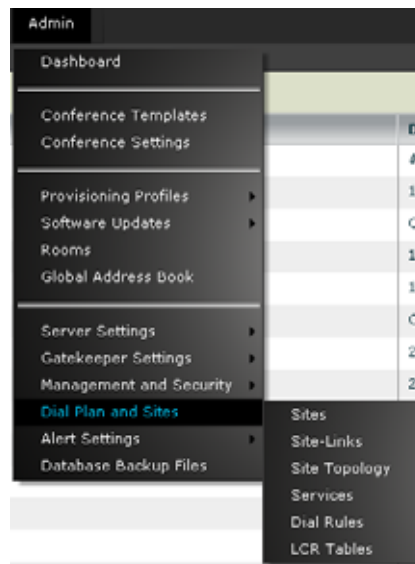 Admin
Dashboard
Conference Templates
Conference Settings
Provisioning Profiles
Software Updates
Rooms
Global Address Book
Server Settings
Gatekeeper Settings
Management and Security
Dial Plan and Sites
Alert Settings
Database Backup Files
Sites
Site-Links
Site Topology
Services
Dial Rules
LCR Tables